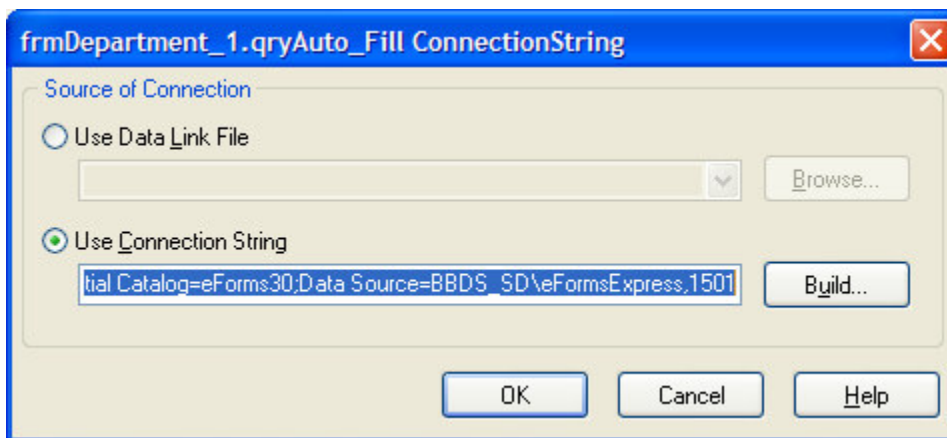 frmDepartment_1.qryAuto_Fill ConnectionString
Source of Connection
Use Data Link File
Browse...
Use Connection String
tial Catalog=eForms30;Data Source=BBDS_SD\eFormsExpress,1501
Build...
OK Cancel Help